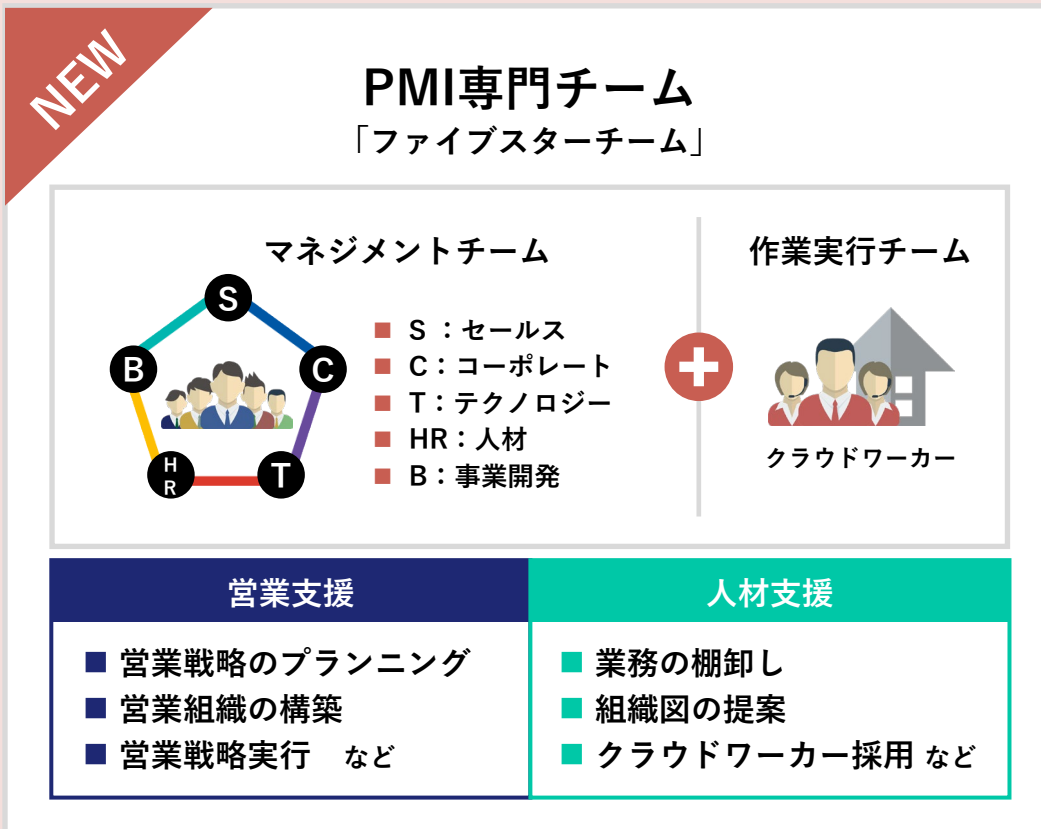 NEW
PMI専門チーム
「ファイブスターチーム」
マネジメントチーム
S
B
C
H
R
T
■ S ：セールス
■ C：コーポレート
■ T：テクノロジー
■ HR：人材
■ B：事業開発
作業実行チーム
クラウドワーカー
営業支援
■ 営業戦略のプランニング
■ 営業組織の構築
■ 営業戦略実行　など
人材支援
■ 業務の棚卸し
■ 組織図の提案
■ クラウドワーカー採用 など